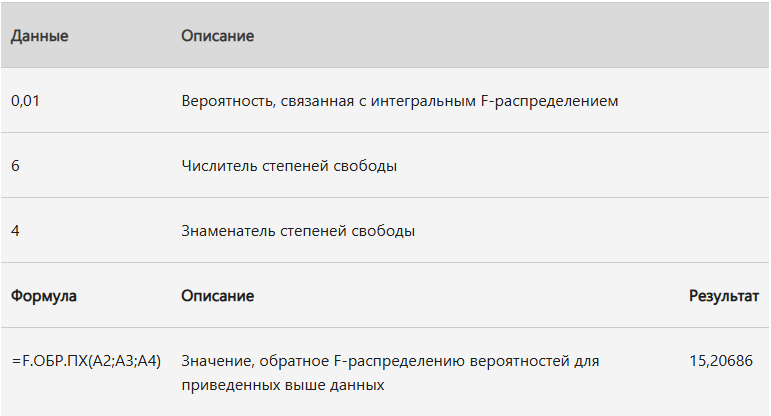 Данные Описание
0,01 Вероятность, связанная с интегральным F-распределением
6 Числитель степеней свободы
4 Знаменатель степеней свободы
Формула Описание Результат
=F.ОБР.ПХ(A2;A3;A4) Значение, обратное F-распределению вероятностей для 15,20686
приведенных выше данных